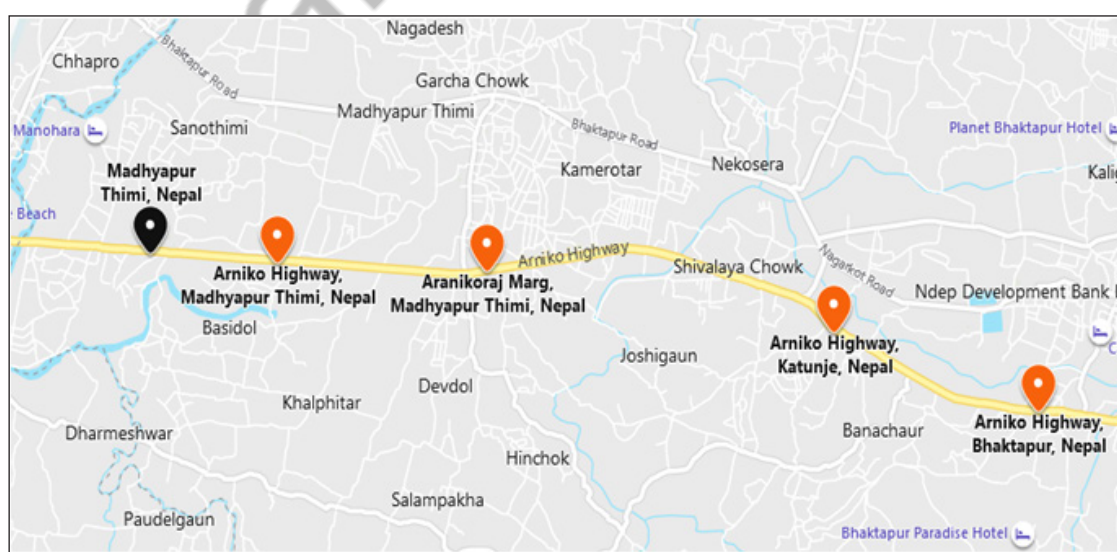 Nagadesh
Chhapro
Bhaktapur Road
Garcha Chowk
Madhyapur Thimi
Manohara
Sanothimi
Bhaktapur Road
Planet Bhaktapur Hotel
Madhyapur
Thimi, Nepal
Kamerotar
Nekosera
Beach
Arniko Highway
Arniko Highway,
Madhyapur Thimi, Nepal
Aranikoraj Marg,
Madhyapur Thimi, Nepal
Shivalaya Chowk
Nagarkot Road
Ndep Development Bank
Basidol
Arniko Highway,
Katunje, Nepal
Joshigaun
Devdol
Khalphitar
Arniko Highway,
Bhaktapur, Nepal
Banachaur
Dharmeshwar
Hinchok
Salampakha
Paudelgaun
Bhaktapur Paradise Hotel